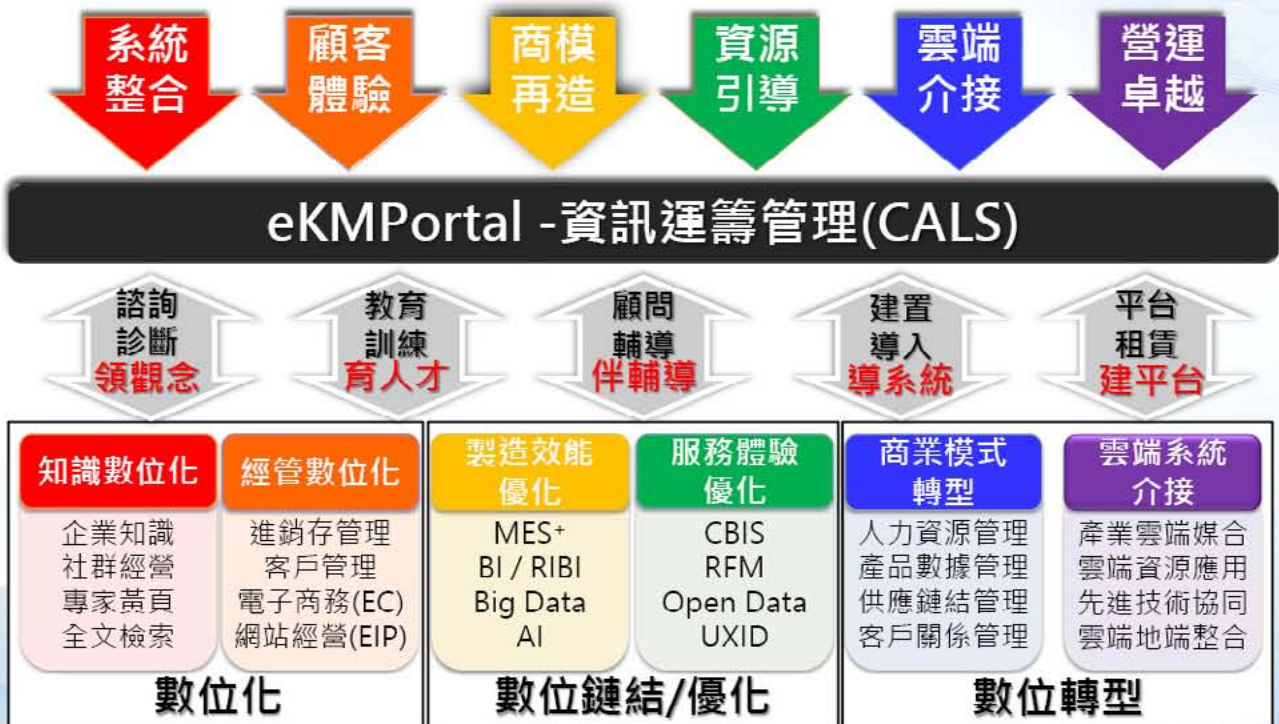 系統
整合
顧客
體驗
商模
再造
資源
引導
雲端
介接
營運
卓越
eKMPortal -資訊運籌管理(CALS)
諮詢
診斷
領觀念
教育
訓練
育人才
顧問
輔導
伴輔導
建置
導入
導系統
平台
租賃
建平台
知識數位化
企業知識
社群經營
專家黃頁
全文檢索
經管數位化
進銷存管理
客戶管理
電子商務(EC)
網站經營(EIP)
數位化
製造效能
優化
MES⁺
BI / RIBI
Big Data
AI
服務體驗
優化
CBIS
RFM
Open Data
UXID
數位鏈結/優化
商業模式
轉型
人力資源管理
產品數據管理
供應鏈結管理
客戶關係管理
雲端系統
介接
產業雲端媒合
雲端資源應用
先進技術協同
雲端地端整合
數位轉型